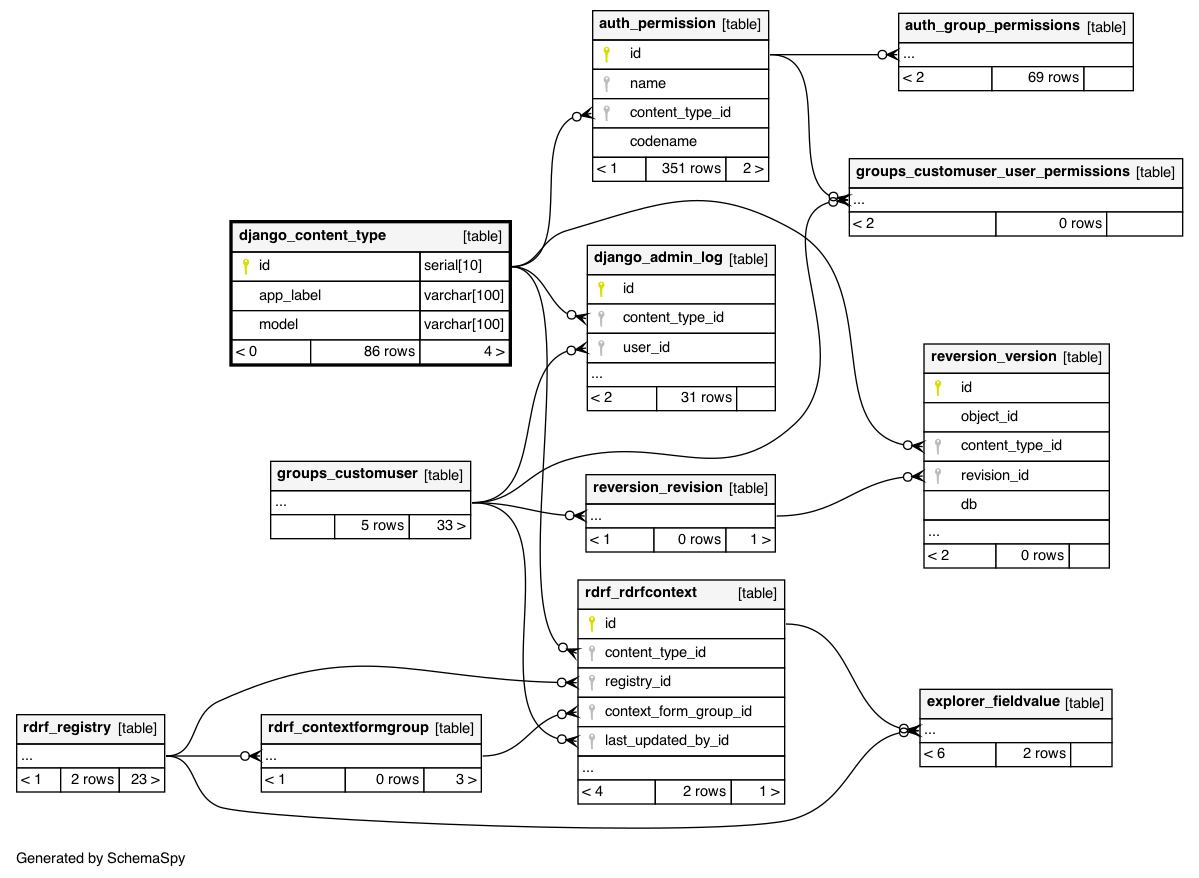 auth_permission [table]
id
name
content_type_id
codename
< 1 351 rows 2 >
auth_group_permissions [table]
...
< 2 69 rows
groups_customuser_user_permissions [table]
...
< 2 0 rows
django_content_type [table]
id serial[10]
app_label varchar[100]
model varchar[100]
< 0 86 rows 4 >
django_admin_log [table]
id
content_type_id
user_id
...
< 2 31 rows
reversion_version [table]
id
object_id
content_type_id
revision_id
db
...
< 2 0 rows
groups_customuser [table]
...
5 rows 33 >
reversion_revision [table]
...
< 1 0 rows 1 >
rdrf_rdrfcontext [table]
id
content_type_id
registry_id
context_form_group_id
last_updated_by_id
...
< 4 2 rows 1 >
rdrf_registry [table]
...
< 1 2 rows 23 >
rdrf_contextformgroup [table]
...
< 1 0 rows 3 >
explorer_fieldvalue [table]
...
< 6 2 rows
Generated by SchemaSpy